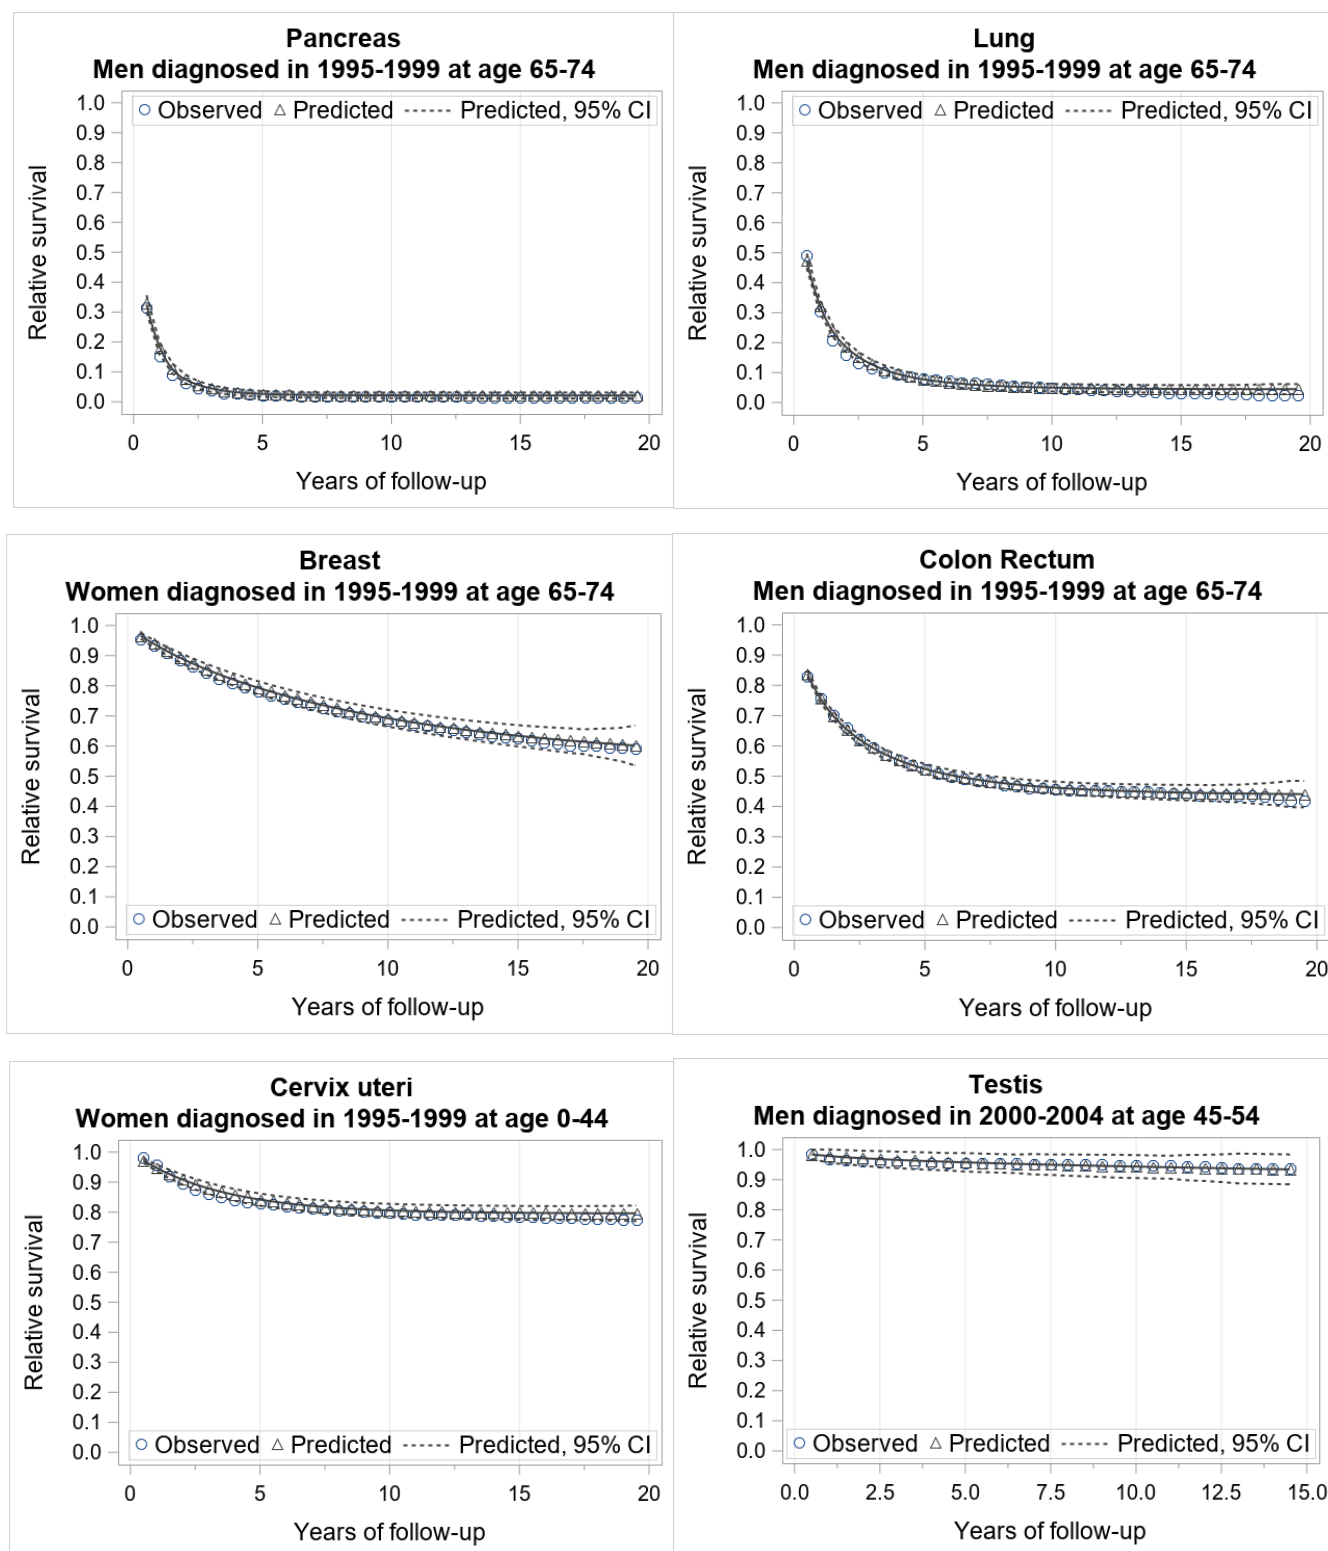 Pancreas
Men diagnosed in 1995-1999 at age 65-74
Observed Predicted Predicted, 95% CI
1.0
0.9
0.8
0.7
0.6
0.5
0.4
0.3
0.2
0.1
0.0
Relative survival
0 5 10 15 20
Years of follow-up
Lung
Men diagnosed in 1995-1999 at age 65-74
Observed Predicted Predicted, 95% CI
1.0
0.9
0.8
0.7
0.6
0.5
0.4
0.3
0.2
0.1
0.0
Relative survival
0 5 10 15 20
Years of follow-up
Breast
Women diagnosed in 1995-1999 at age 65-74
1.0
0.9
0.8
0.7
0.6
0.5
0.4
0.3
0.2
0.1
0.0
Relative survival
Observed Predicted Predicted, 95% CI
0 5 10 15 20
Years of follow-up
Colon Rectum
Men diagnosed in 1995-1999 at age 65-74
1.0
0.9
0.8
0.7
0.6
0.5
0.4
0.3
0.2
0.1
0.0
Relative survival
Observed Predicted Predicted, 95% CI
0 5 10 15 20
Years of follow-up
Cervix uteri
Women diagnosed in 1995-1999 at age 0-44
1.0
0.9
0.8
0.7
0.6
0.5
0.4
0.3
0.2
0.1
0.0
Relative survival
Observed Predicted Predicted, 95% CI
0 5 10 15 20
Years of follow-up
Testis
Men diagnosed in 2000-2004 at age 45-54
1.0
0.9
0.8
0.7
0.6
0.5
0.4
0.3
0.2
0.1
0.0
Relative survival
Observed Predicted Predicted, 95% CI
0.0 2.5 5.0 7.5 10.0 12.5 15.0
Years of follow-up